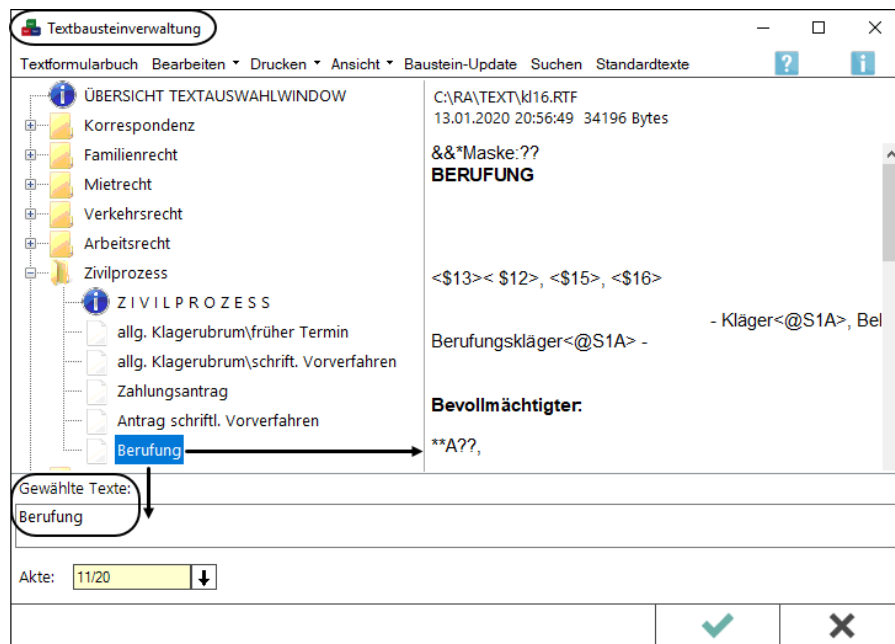 Textbausteinverwaltung
Textformularbuch Bearbeiten Drucken Ansicht Baustein-Update Suchen Standardtexte ? i
ÜBERSICHT TEXTAUSWAHLWINDOW
Korrespondenz
Familienrecht
Mietrecht
Verkehrsrecht
Arbeitsrecht
Zivilprozess
Z I V I L P R O Z E S S
allg. Klagerubrum\früher Termin
allg. Klagerubrum\schrift. Vorverfahren
Zahlungsantrag
Antrag schriftl. Vorverfahren
Berufung
C:\RA\TEXT\kl16.RTF
13.01.2020 20:56:49 34196 Bytes
&&*Maske:??
BERUFUNG
<$13>< $12>, <$15>, <$16>
- Kläger<@S1A>, Bel
Berufungskläger<@S1A> -
Bevollmächtigter:
**A??,
Gewählte Texte:
Berufung
Akte: 11/20